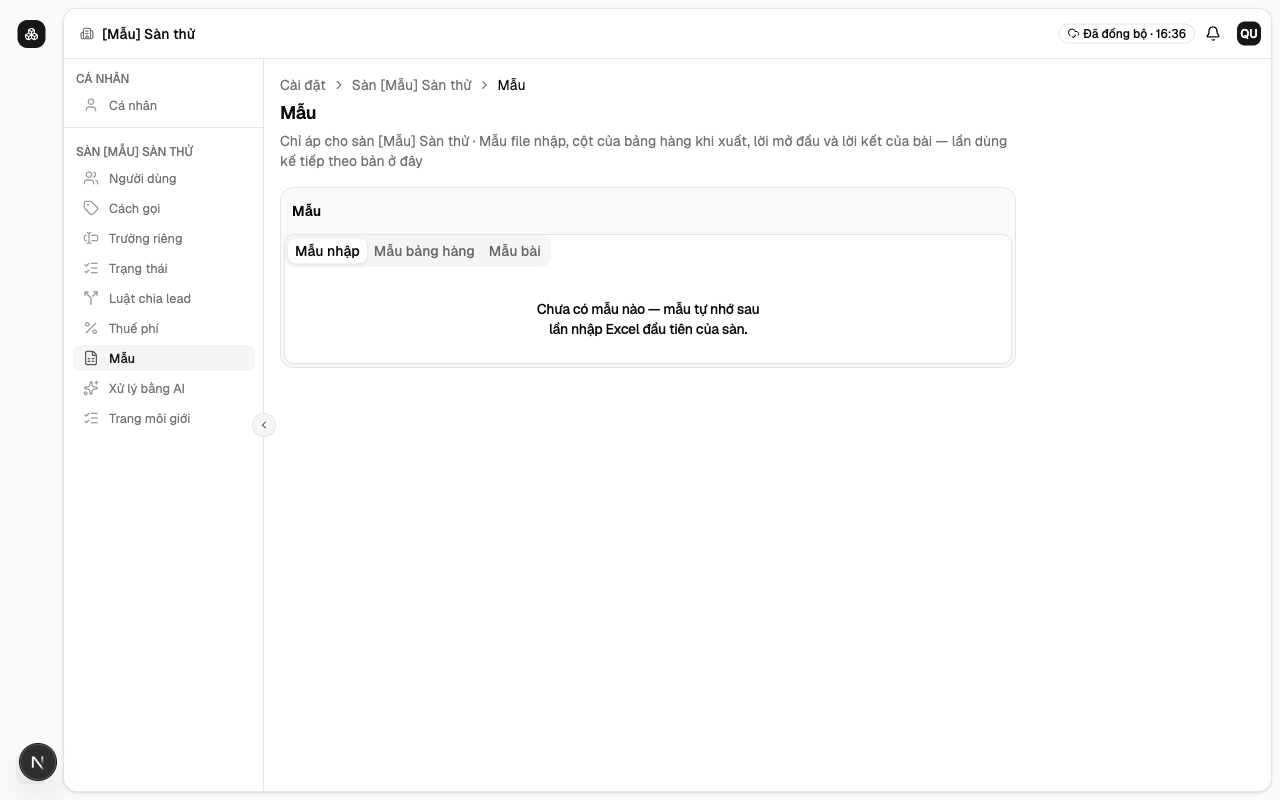 [Mẫu] Sàn thử
Đã đồng bộ · 16:36
QU
CÁ NHÂN
Cá nhân
SÀN [MẪU] SÀN THỬ
Người dùng
Cách gọi
Trường riêng
Trạng thái
Luật chia lead
Thuế phí
Mẫu
Xử lý bằng AI
Trang môi giới
Cài đặt > Sàn [Mẫu] Sàn thử > Mẫu
Mẫu
Chỉ áp cho sàn [Mẫu] Sàn thử · Mẫu file nhập, cột của bảng hàng khi xuất, lời mở đầu và lời kết của bài — lần dùng
kế tiếp theo bản ở đây
Mẫu
Mẫu nhập Mẫu bảng hàng Mẫu bài
Chưa có mẫu nào — mẫu tự nhớ sau
lần nhập Excel đầu tiên của sàn.
N